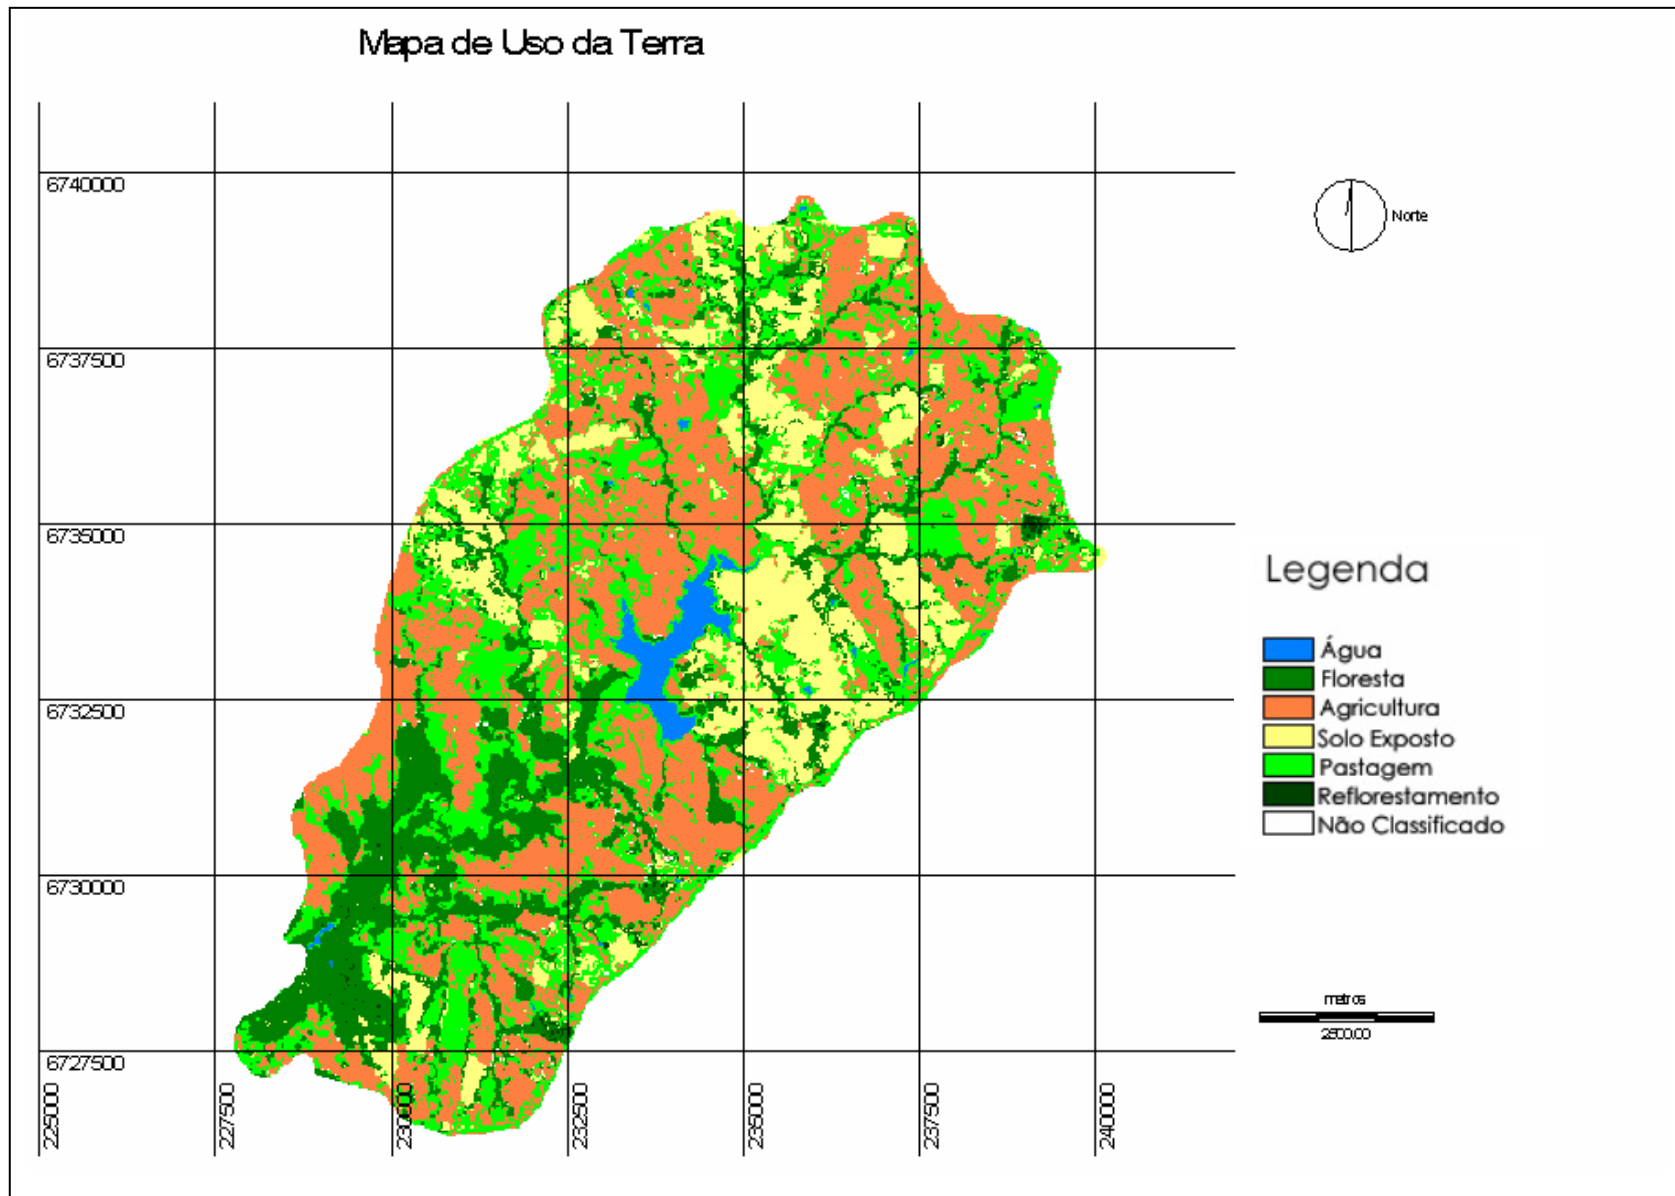 Mapa de Uso da Terra
6740000
Norte
6737500
6735000
Legenda
Água
Floresta
6732500
Agricultura
Solo Exposto
Pastagem
Reflorestamento
Não Classificado
6730000
metros
2500.00
6727500
225000
227500
230000
232500
235000
237500
240000